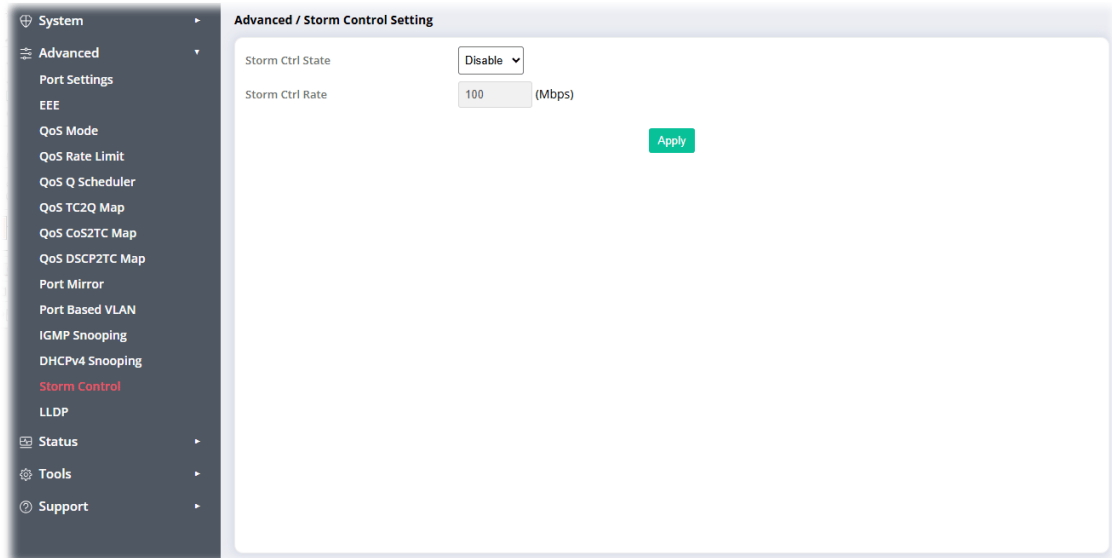 System
Advanced
Port Settings
EEE
QoS Mode
QoS Rate Limit
QoS Q Scheduler
QoS TC2Q Map
QoS CoS2TC Map
QoS DSCP2TC Map
Port Mirror
Port Based VLAN
IGMP Snooping
DHCPv4 Snooping
Storm Control
LLDP
Status
Tools
Support
Advanced / Storm Control Setting
Storm Ctrl State Disable
Storm Ctrl Rate 100 (Mbps)
Apply